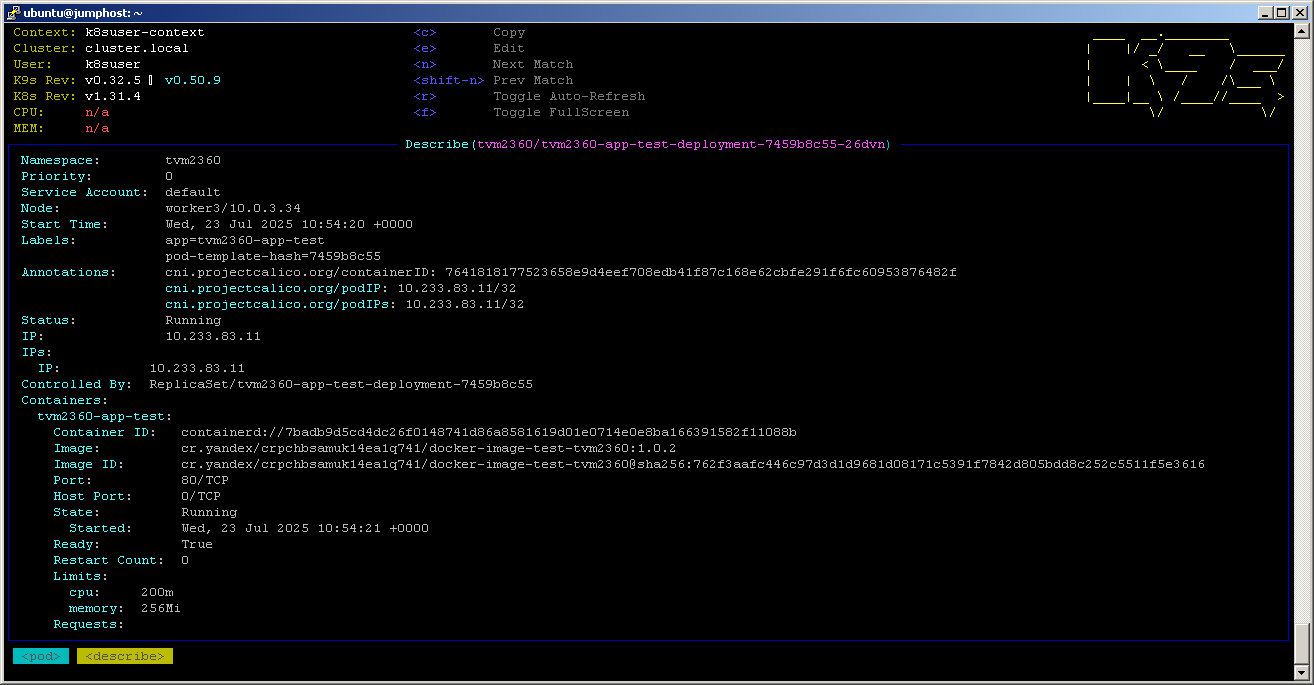 ubuntu@jumphost: ~
Context: k8suser-context <c> Copy
Cluster: cluster.local <e> Edit
User: k8suser <n> Next Match
K9s Rev: v0.32.5 v0.50.9 <shift-n> Prev Match
K8s Rev: v1.31.4 <r> Toggle Auto-Refresh
CPU: n/a <f> Toggle FullScreen
MEM: n/a
Describe(tvm2360/tvm2360-app-test-deployment-7459b8c55-26dvn)
Namespace: tvm2360
Priority: 0
Service Account: default
Node: worker3/10.0.3.34
Start Time: Wed, 23 Jul 2025 10:54:20 +0000
Labels: app=tvm2360-app-test
pod-template-hash=7459b8c55
Annotations: cni.projectcalico.org/containerID: 7641818177523658e9d4eef708edb41f87c168e62cbfe291f6fc60953876482f
cni.projectcalico.org/podIP: 10.233.83.11/32
cni.projectcalico.org/podIPs: 10.233.83.11/32
Status: Running
IP: 10.233.83.11
IPs:
IP: 10.233.83.11
Controlled By: ReplicaSet/tvm2360-app-test-deployment-7459b8c55
Containers:
tvm2360-app-test:
Container ID: containerd://7badb9d5cd4dc26f0148741d86a8581619d01e0714e0e8ba166391582f11088b
Image: cr.yandex/crpchbsamuk14ea1q741/docker-image-test-tvm2360:1.0.2
Image ID: cr.yandex/crpchbsamuk14ea1q741/docker-image-test-tvm2360@sha256:762f3aafc446c97d3d1d9681d08171c5391f7842d805bdd8c252c5511f5e3616
Port: 80/TCP
Host Port: 0/TCP
State: Running
Started: Wed, 23 Jul 2025 10:54:21 +0000
Ready: True
Restart Count: 0
Limits:
cpu: 200m
memory: 256Mi
Requests:
<pod> <describe>